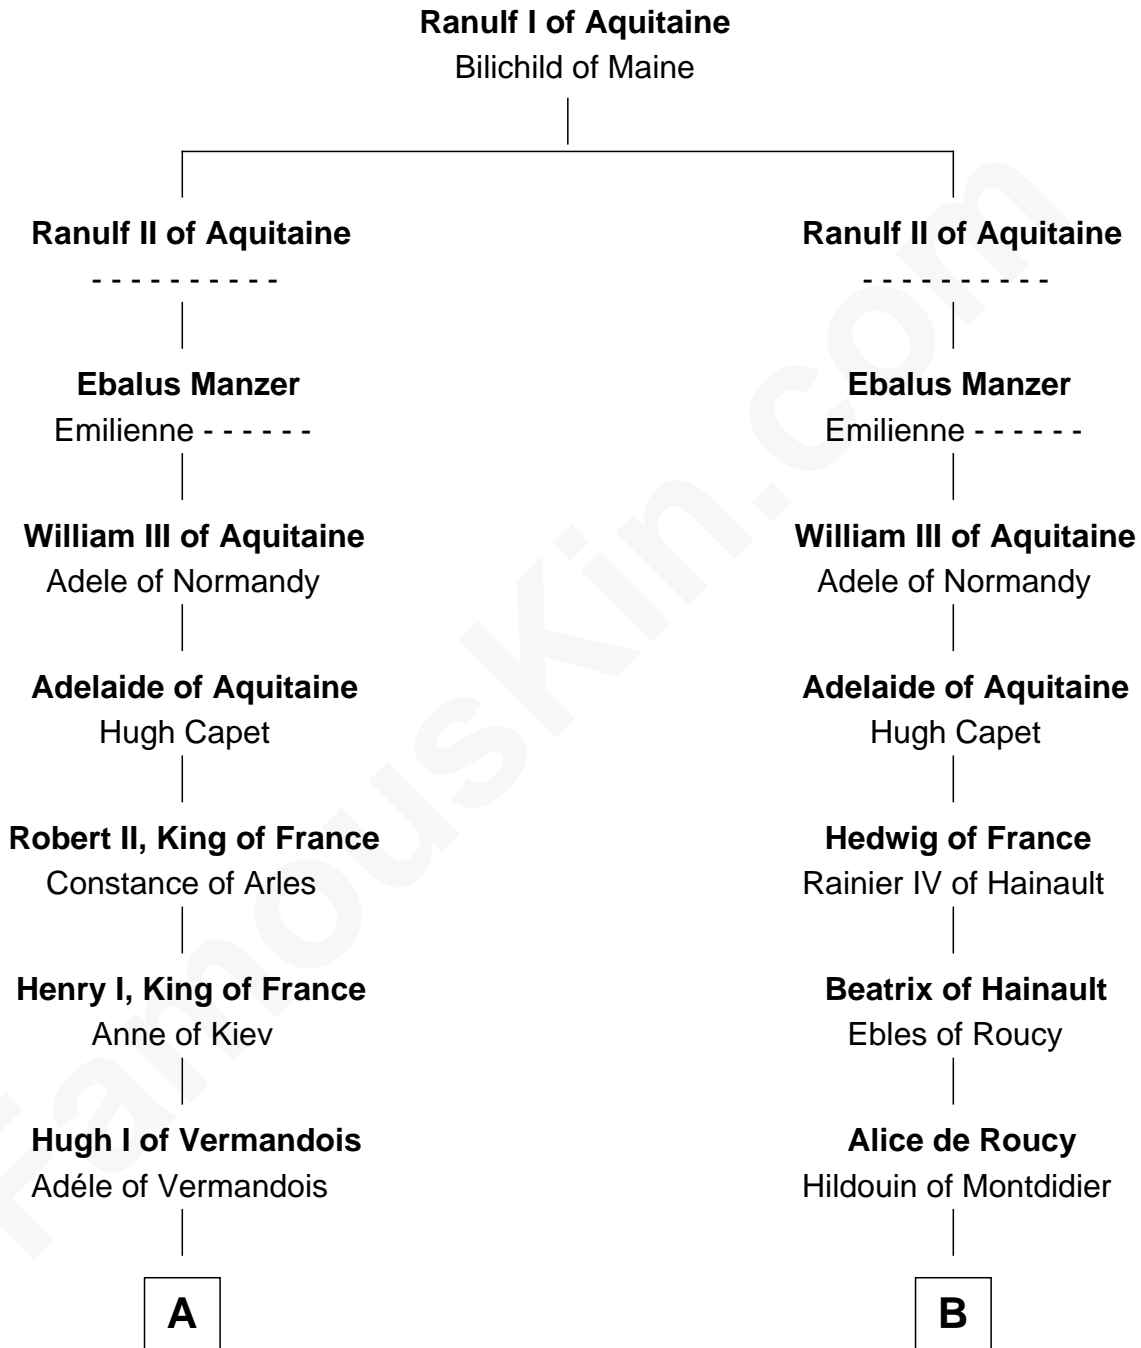 Ranulf I of Aquitaine
Bilichild of Maine
Ranulf II of Aquitaine
- - - - - - - - - -
Ebalus Manzer
Emilienne - - - - - -
William III of Aquitaine
Adele of Normandy
Adelaide of Aquitaine
Hugh Capet
Robert II, King of France
Constance of Arles
Henry I, King of France
Anne of Kiev
Hugh I of Vermandois
Adéle of Vermandois
A
Ranulf II of Aquitaine
- - - - - - - - - -
Ebalus Manzer
Emilienne - - - - - -
William III of Aquitaine
Adele of Normandy
Adelaide of Aquitaine
Hugh Capet
Hedwig of France
Rainier IV of Hainault
Beatrix of Hainault
Ebles of Roucy
Alice de Roucy
Hildouin of Montdidier
B
FamousKin.com